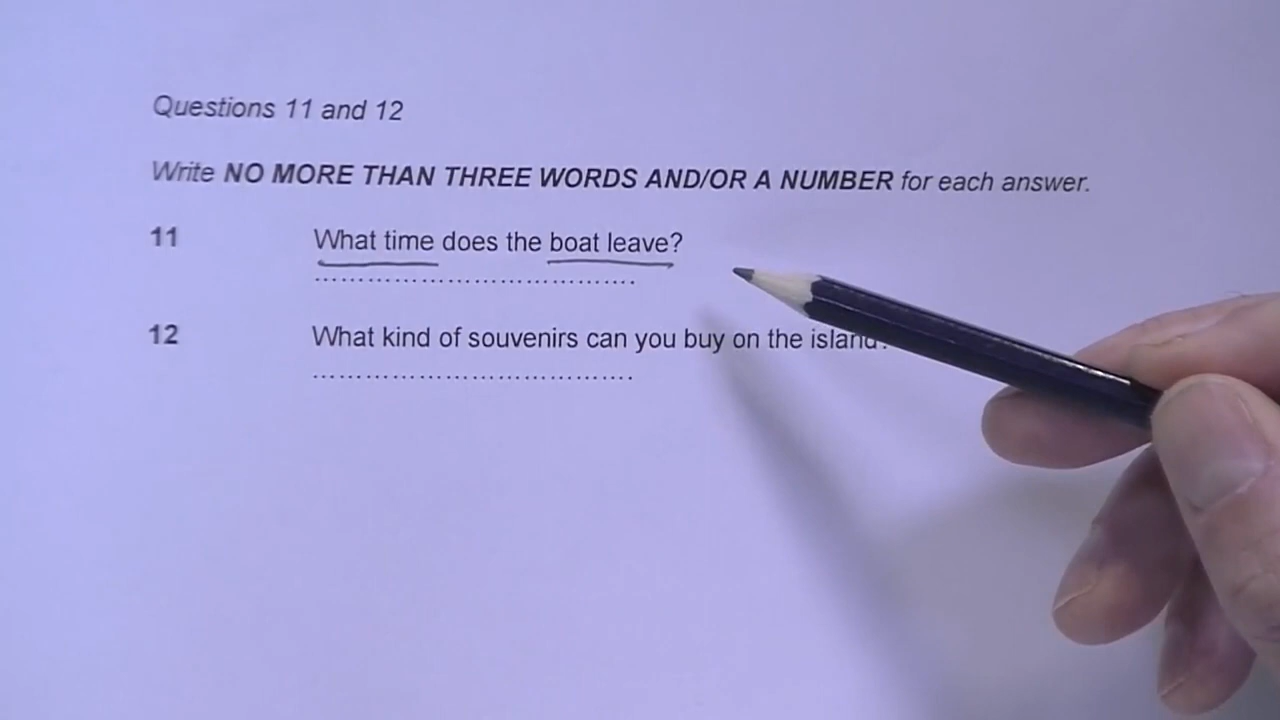 Questions 11 and 12
Write NO MORE THAN THREE WORDS AND/OR A NUMBER for each answer.
11 What time does the boat leave?
....................................
12 What kind of souvenirs can you buy on the island?
....................................